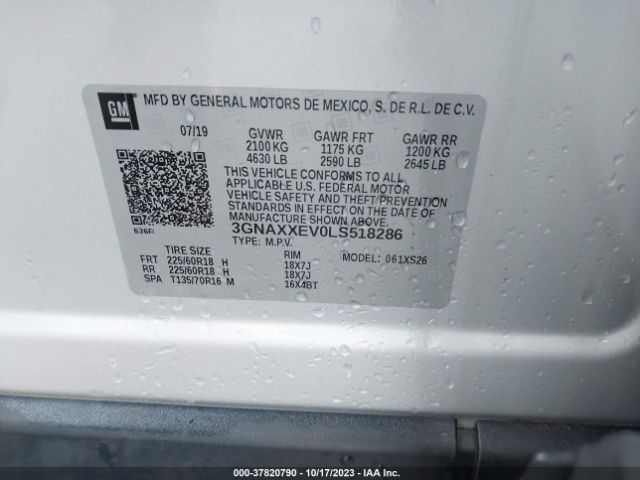 GM MFD BY GENERAL MOTORS DE MEXICO, S. DE R.L. DE C.V.
07/19 GVWR GAWR FRT GAWR RR
2100 KG 1175 KG 1200 KG
4630 LB 2590 LB 2645 LB
THIS VEHICLE CONFORMS TO ALL
APPLICABLE U.S. FEDERAL MOTOR
VEHICLE SAFETY AND THEFT PREVENTION
STANDARDS IN EFFECT ON THE DATE OF
MANUFACTURE SHOWN ABOVE.
636R 3GNAXXEV0LS518286
TYPE: M.P.V.
TIRE SIZE RIM MODEL: 061XS26
FRT 225/60R18 H 18X7J
RR 225/60R18 H 18X7J
SPA T135/70R16 M 16X4BT
000-37820790 - 10/17/2023 - IAA Inc.